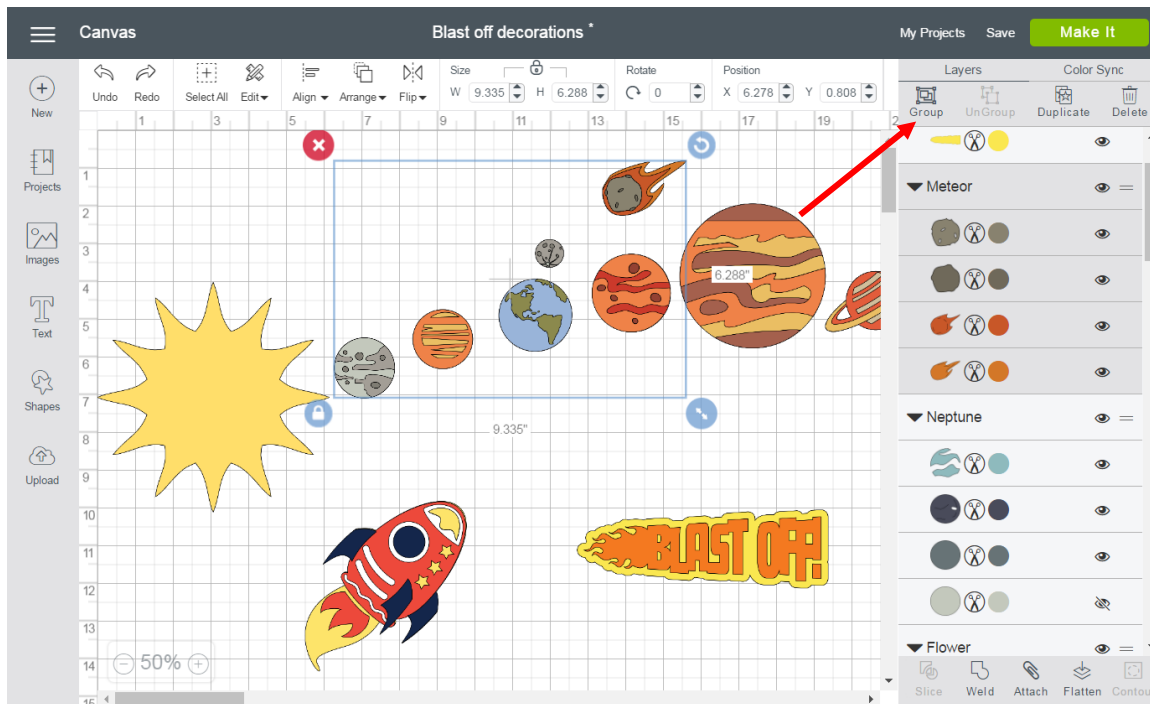 Canvas
Blast off decorations *
My Projects Save Make It
Undo Redo Select All Edit Align Arrange Flip
Size
W 9.335 H 6.288
Rotate
0
Position
X 6.278 Y 0.808
Layers Color Sync
Group UnGroup Duplicate Delete
New
Projects
Images
Text
Shapes
Upload
1 3 5 7 9 11 13 15 17 19 2
1
2
3
4
5
6
7
8
9
10
11
12
13
14
15
6.288"
9.335"
BLAST OFF!
50%
Meteor
Neptune
Flower
Slice Weld Attach Flatten Contou